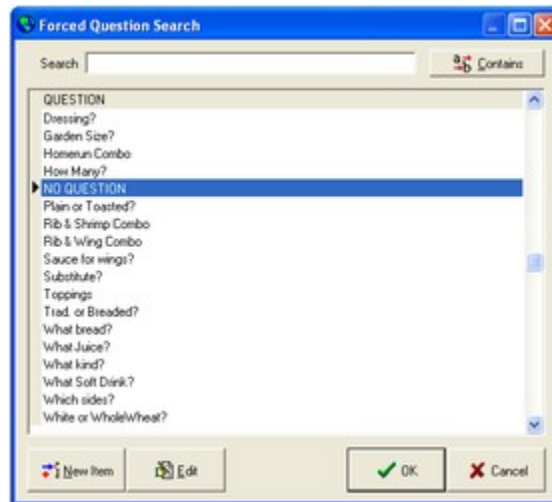 Forced Question Search
Search
Contains
QUESTION
Dressing?
Garden Size?
Homerun Combo
How Many?
NO QUESTION
Plain or Toasted?
Rib & Shrimp Combo
Rib & Wing Combo
Sauce for wings?
Substitute?
Toppings
Trad. or Breaded?
What bread?
What Juice?
What kind?
What Soft Drink?
Which sides?
White or WholeWheat?
New Item Edit OK Cancel